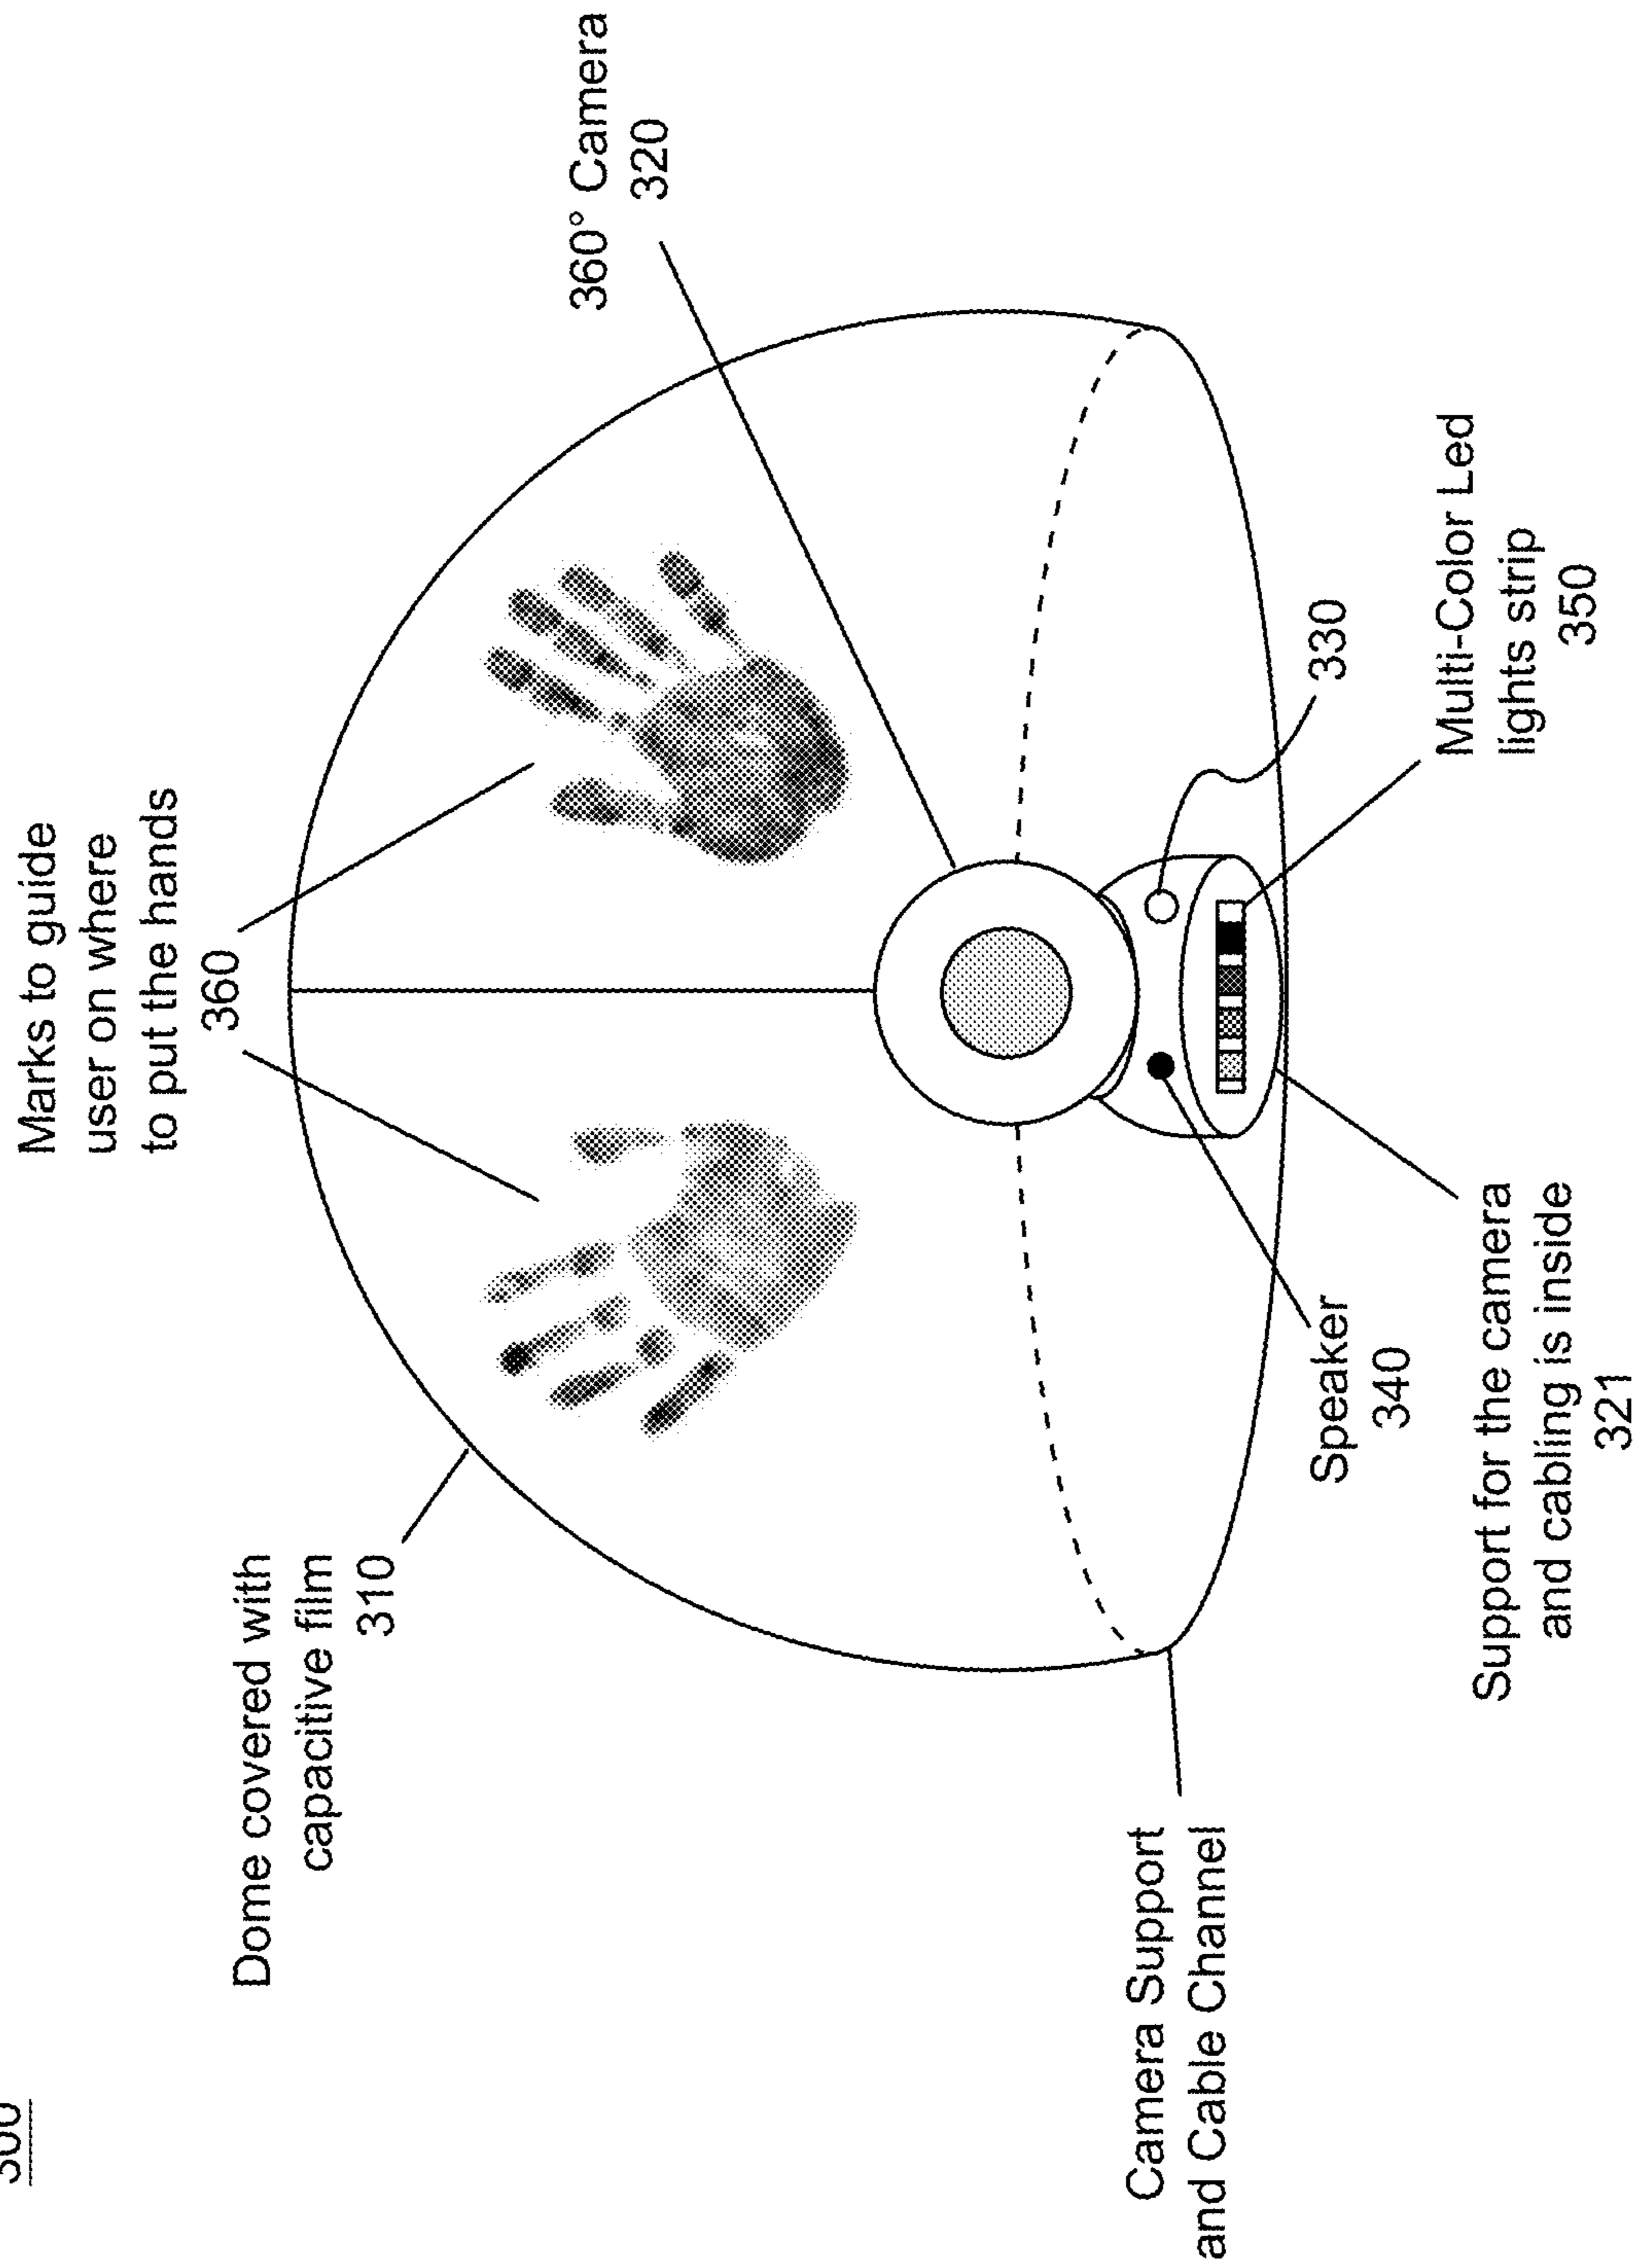 300
Marks to guide
user on where
to put the hands
360
Dome covered with
capacitive film
310
360° Camera
320
Camera Support
and Cable Channel
Speaker
340
330
Support for the camera
and cabling is inside
321
Multi-Color Led
lights strip
350